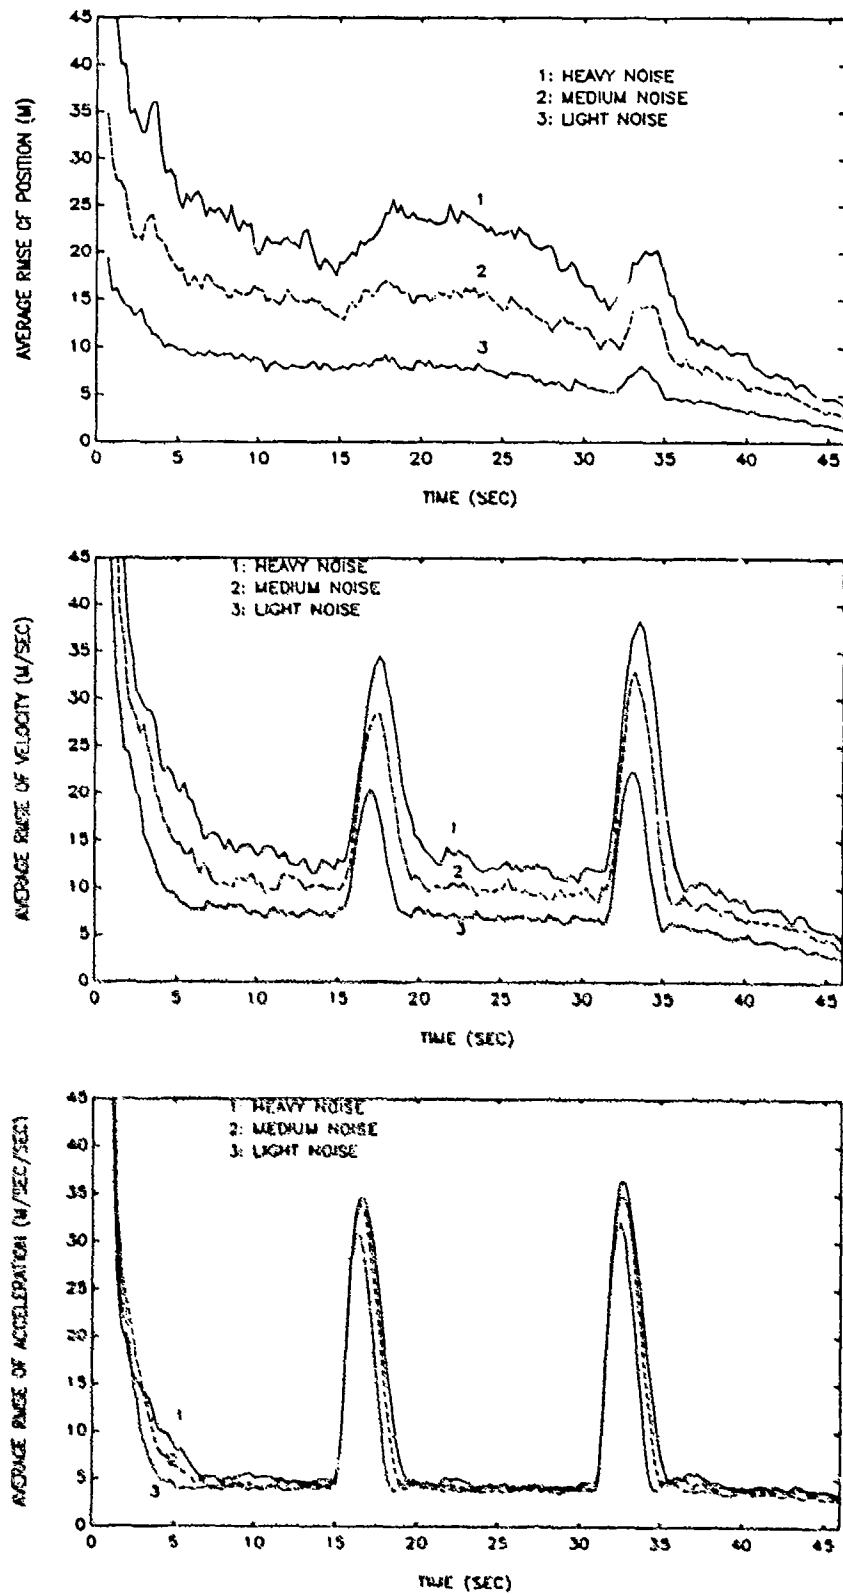 45
40
35
30
25
20
15
10
5
0
AVERAGE RMSE OF POSITION (M)
1: HEAVY NOISE
2: MEDIUM NOISE
3: LIGHT NOISE
1
2
3
0 5 10 15 20 25 30 35 40 45
TIME (SEC)
45
40
35
30
25
20
15
10
5
0
AVERAGE RMSE OF VELOCITY (M/SEC)
1: HEAVY NOISE
2: MEDIUM NOISE
3: LIGHT NOISE
1
2
3
0 5 10 15 20 25 30 35 40 45
TIME (SEC)
45
40
35
30
25
20
15
10
5
0
AVERAGE RMSE OF ACCELERATION (M/SEC/SEC)
1: HEAVY NOISE
2: MEDIUM NOISE
3: LIGHT NOISE
1
3
0 5 10 15 20 25 30 35 40 45
TIME (SEC)